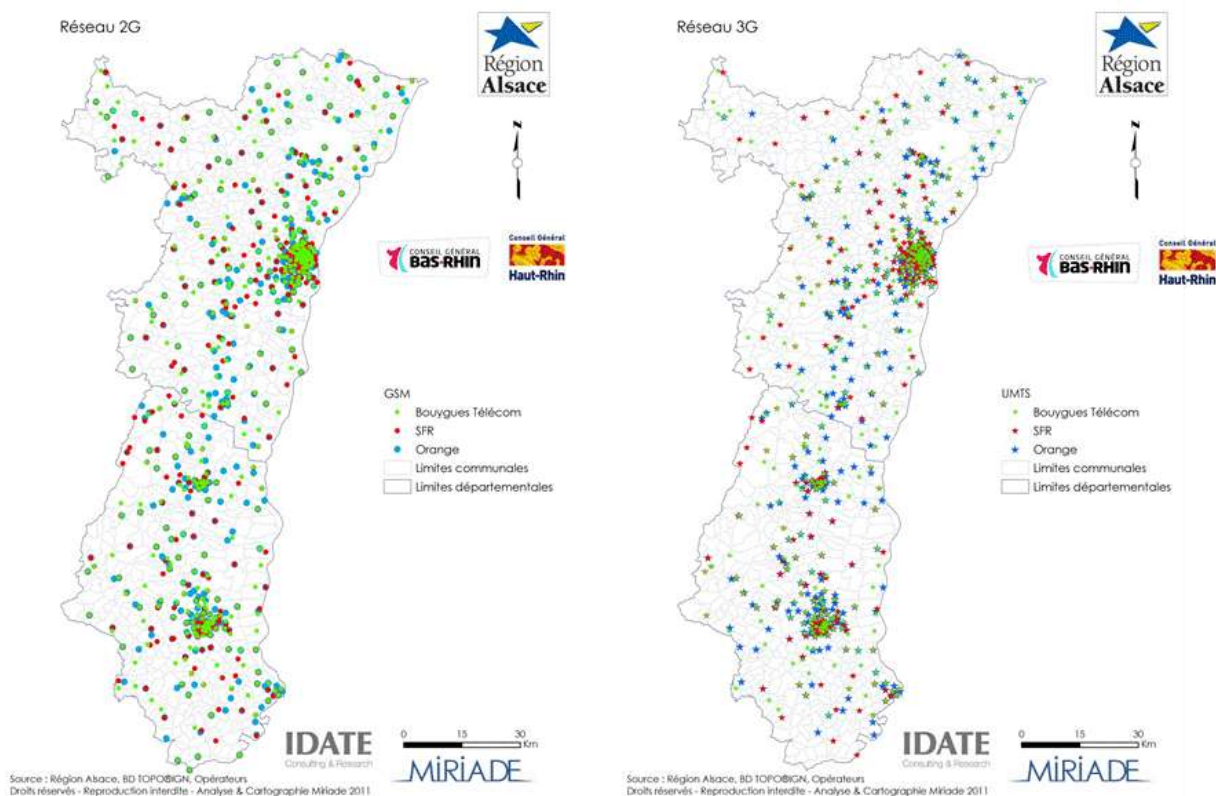 Réseau 2G
Région
Alsace
N
CONSEIL GÉNÉRAL
BAS-RHIN
Conseil Général
Haut-Rhin
GSM
Bouygues Télécom
SFR
Orange
Limites communales
Limites départementales
IDATE
Consulting & Research
0 15 30
Km
MIRIADE
Source : Région Alsace, BD TOPO®IGN, Opérateurs
Droits réservés - Reproduction interdite - Analyse & Cartographie Miriade 2011
Réseau 3G
Région
Alsace
N
CONSEIL GÉNÉRAL
BAS-RHIN
Conseil Général
Haut-Rhin
UMTS
Bouygues Télécom
SFR
Orange
Limites communales
Limites départementales
IDATE
Consulting & Research
0 15 30
Km
MIRIADE
Source : Région Alsace, BD TOPO®IGN, Opérateurs
Droits réservés - Reproduction interdite - Analyse & Cartographie Miriade 2011